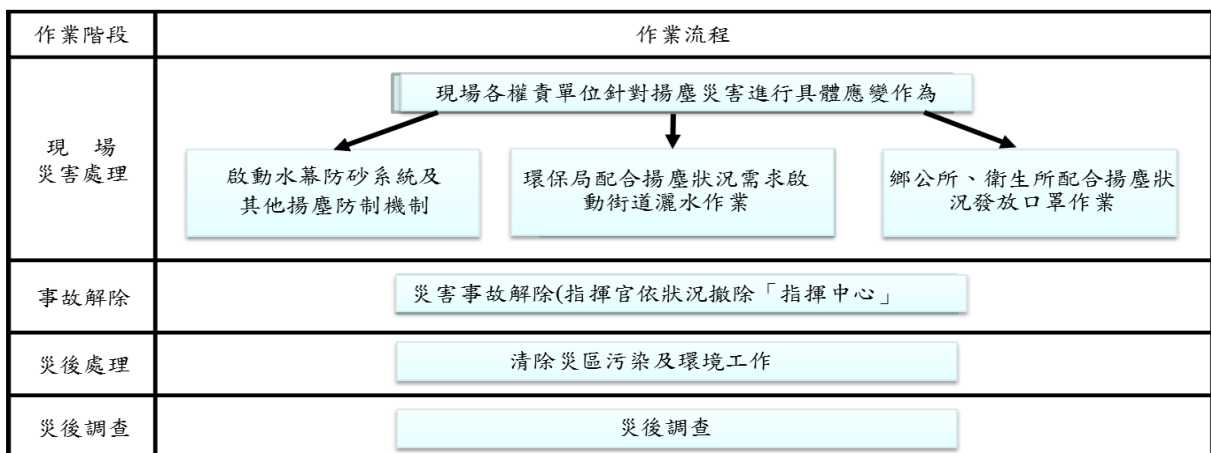 作業階段 作業流程
現場各權責單位針對揚塵災害進行具體應變作為
現 場
災害處理
啟動水幕防砂系統及
其他揚塵防制機制
環保局配合揚塵狀況需求啟
動街道灑水作業
鄉公所、衛生所配合揚塵狀
況發放口罩作業
事故解除 災害事故解除(指揮官依狀況撤除「指揮中心」
災後處理 清除災區污染及環境工作
災後調查 災後調查